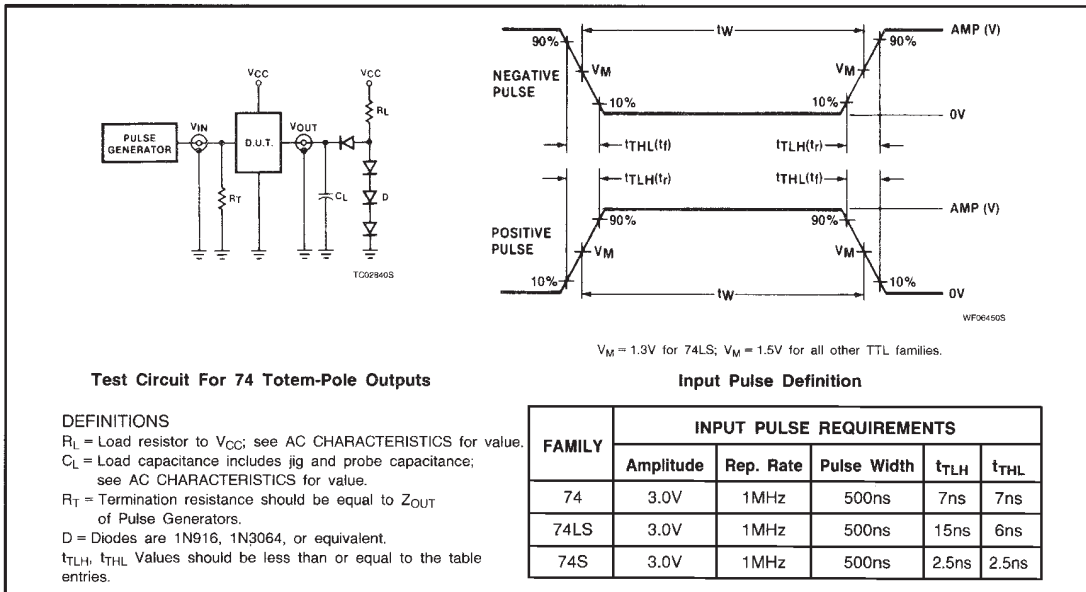 VCC
VCC
RL
VIN
VOUT
PULSE
GENERATOR
D.U.T.
RT
CL
D
TC02840S
tW
AMP (V)
90%
90%
NEGATIVE
PULSE
VM
VM
10%
10%
0V
tTHL(tf)
tTLH(tr)
tTLH(tr)
tTHL(tf)
AMP (V)
90%
90%
POSITIVE
PULSE
VM
VM
10%
10%
tW
0V
WF06450S
VM = 1.3V for 74LS; VM = 1.5V for all other TTL families.
Test Circuit For 74 Totem-Pole Outputs
Input Pulse Definition
DEFINITIONS
RL = Load resistor to VCC; see AC CHARACTERISTICS for value.
CL = Load capacitance includes jig and probe capacitance;
see AC CHARACTERISTICS for value.
RT = Termination resistance should be equal to ZOUT
of Pulse Generators.
D = Diodes are 1N916, 1N3064, or equivalent.
tTLH, tTHL Values should be less than or equal to the table
entries.
FAMILY INPUT PULSE REQUIREMENTS
Amplitude Rep. Rate Pulse Width tTLH tTHL
74 3.0V 1MHz 500ns 7ns 7ns
74LS 3.0V 1MHz 500ns 15ns 6ns
74S 3.0V 1MHz 500ns 2.5ns 2.5ns